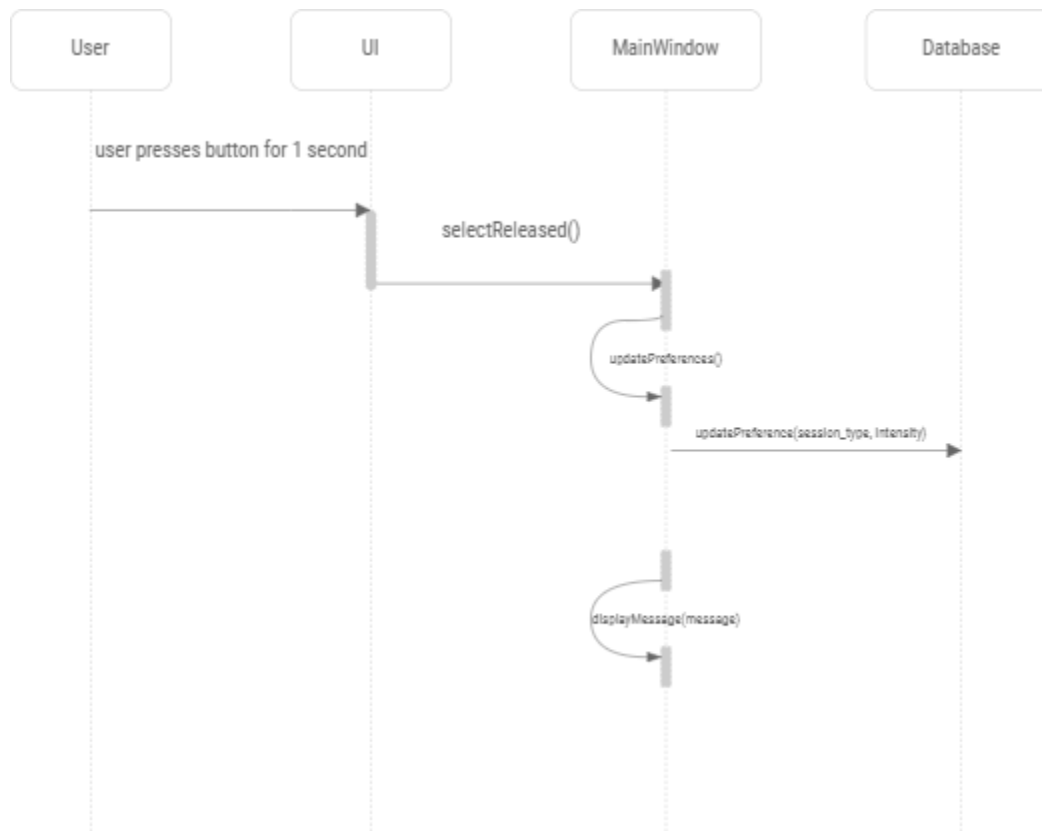 User
UI
MainWindow
Database
user presses button for 1 second
selectReleased()
updatePreferences()
updatePreference(session_type, intensity)
displayMessage(message)